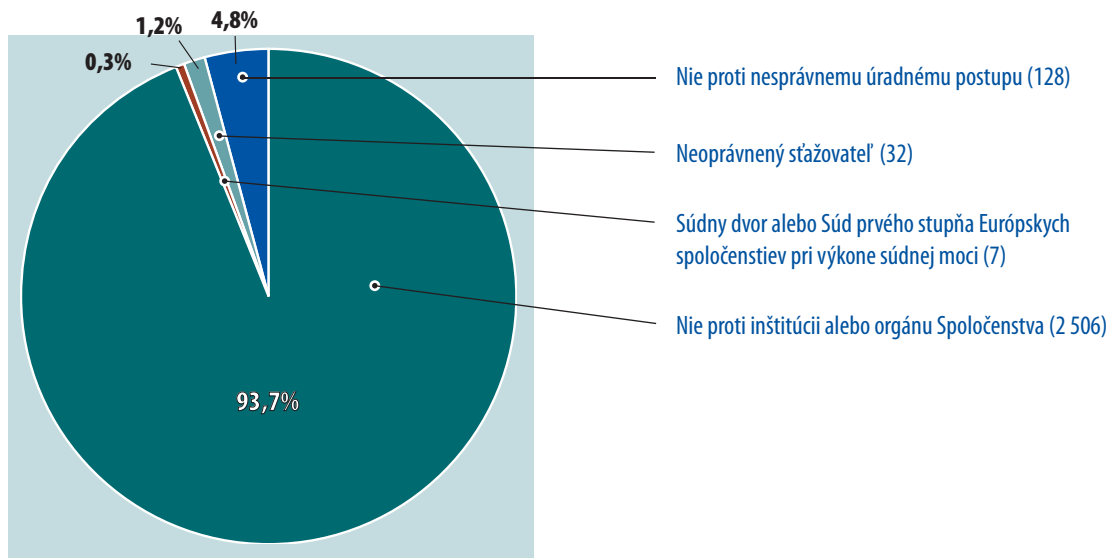 4,8%
1,2%
0,3%
Nie proti nesprávnemu úradnému postupu (128)
Neoprávnený sťažovateľ (32)
Súdny dvor alebo Súd prvého stupňa Európskych
spoločenstiev pri výkone súdnej moci (7)
Nie proti inštitúcii alebo orgánu Spoločenstva (2 506)
93,7%